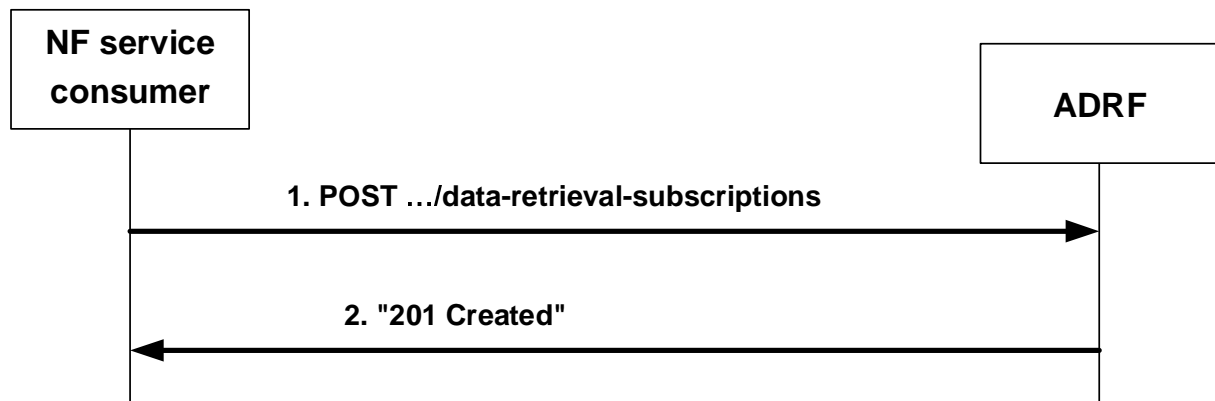 NF service
consumer
ADRF
1. POST …/data-retrieval-subscriptions
2. "201 Created"